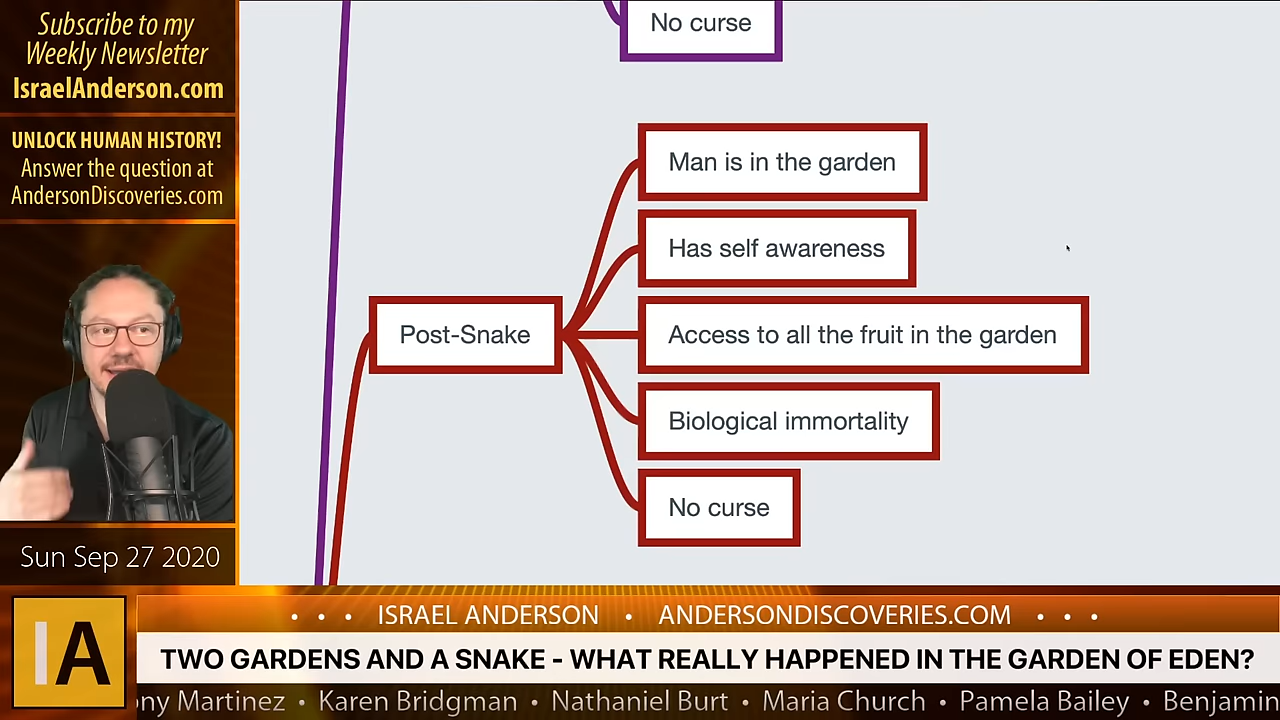 Subscribe to my
Weekly Newsletter
IsraelAnderson.com
UNLOCK HUMAN HISTORY!
Answer the question at
AndersonDiscoveries.com
No curse
Man is in the garden
Has self awareness
Post-Snake
Access to all the fruit in the garden
Biological immortality
No curse
Sun Sep 27 2020
IA
• • • ISRAEL ANDERSON • ANDERSONDISCOVERIES.COM • • •
TWO GARDENS AND A SNAKE - WHAT REALLY HAPPENED IN THE GARDEN OF EDEN?
ony Martinez • Karen Bridgman • Nathaniel Burt • Maria Church • Pamela Bailey • Benjamin